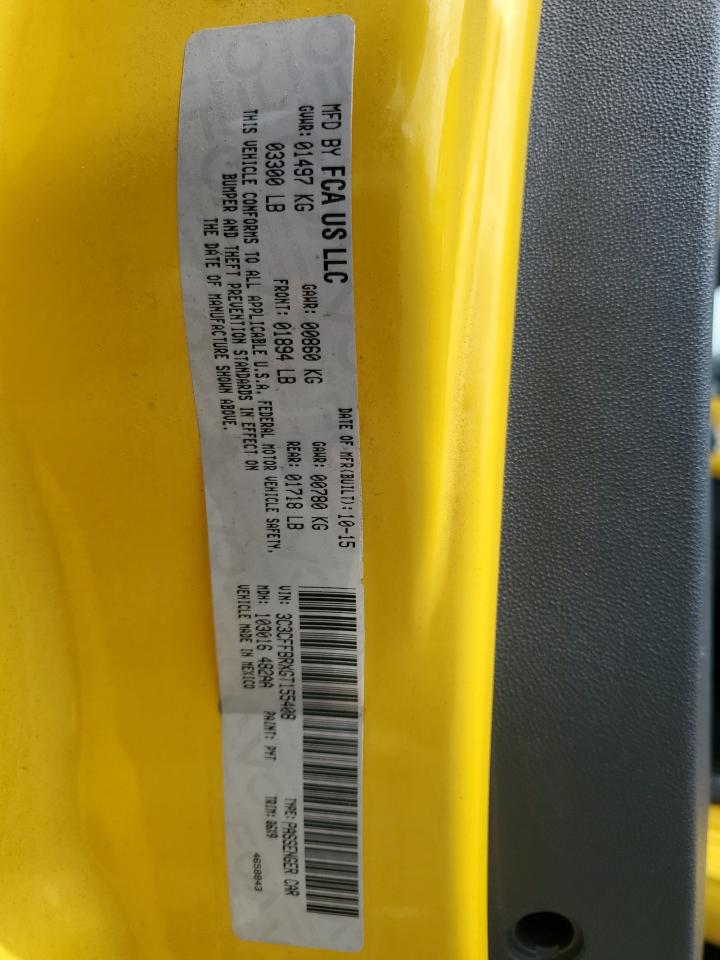 MFD BY FCA US LLC
DATE OF MFR(BUILT): 10-15
GVWR: 01497 KG
GAWR: 00860 KG
GAWR: 00780 KG
03300 LB
FRONT: 01894 LB
REAR: 01718 LB
THIS VEHICLE CONFORMS TO ALL APPLICABLE U.S.A. FEDERAL MOTOR VEHICLE SAFETY,
BUMPER AND THEFT PREVENTION STANDARDS IN EFFECT ON
THE DATE OF MANUFACTURE SHOWN ABOVE.
VIN: 3C3CFFBRXGT155408
TYPE: PASSENGER CAR
MDH: 103016 482AA
PAINT: PYT
TRIM: 06X9
VEHICLE MADE IN MEXICO
4658843